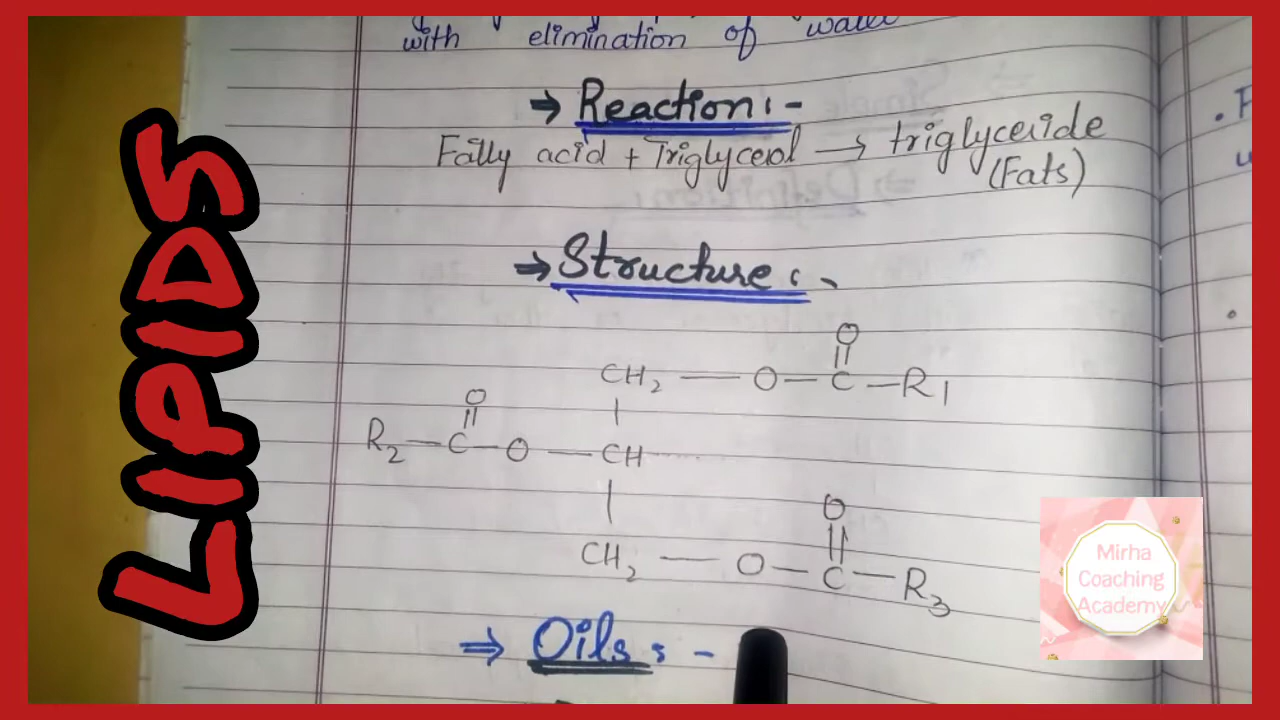 with elimination of water
⇒ Reaction :-
Fatty acid + Triglycerol → triglyceride
(Fats)
⇒ Structure :-
O
CH2 — O — C — R1
O
R2 — C — O — CH
O
CH2 — O — C — R3
⇒ Oils :-
LIPIDS
Mirha
Coaching
Academy